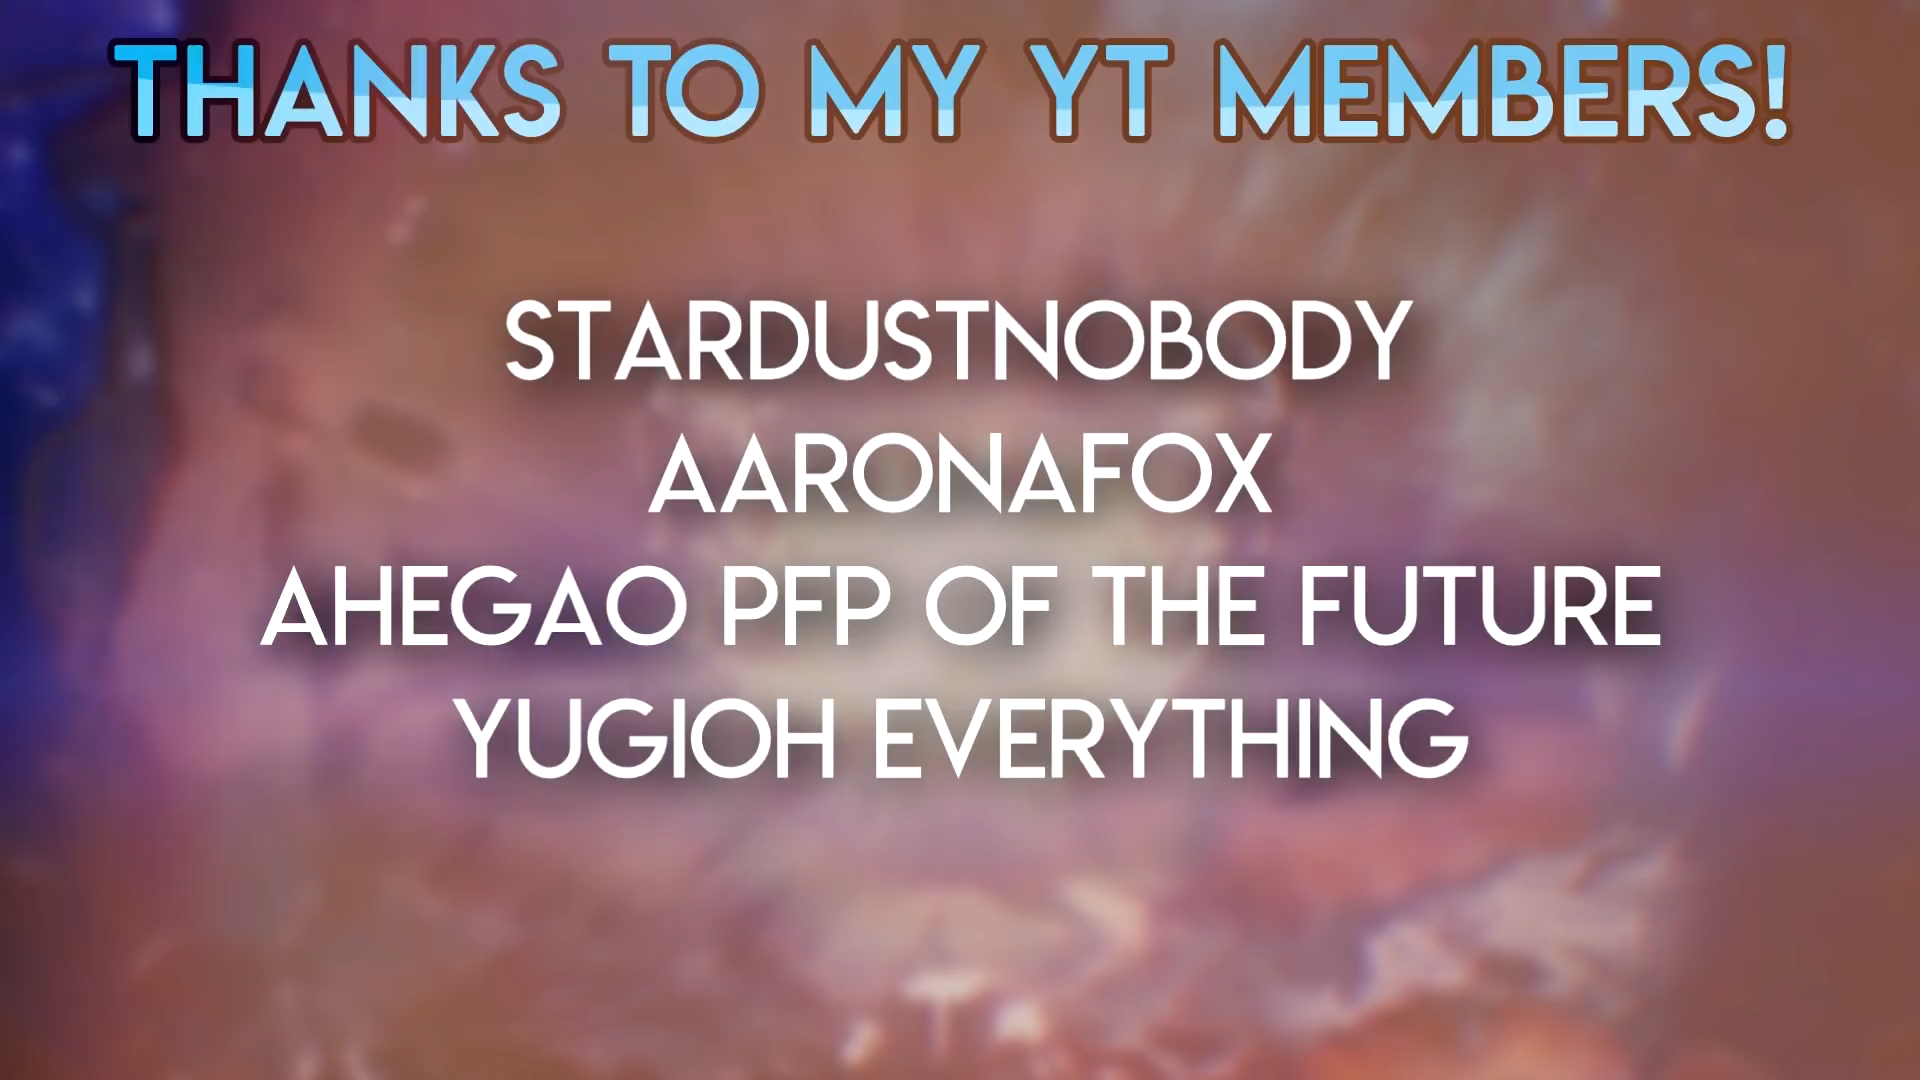 THANKS TO MY YT MEMBERS!
STARDUSTNOBODY
AARONAFOX
AHEGAO PFP OF THE FUTURE
YUGIOH EVERYTHING